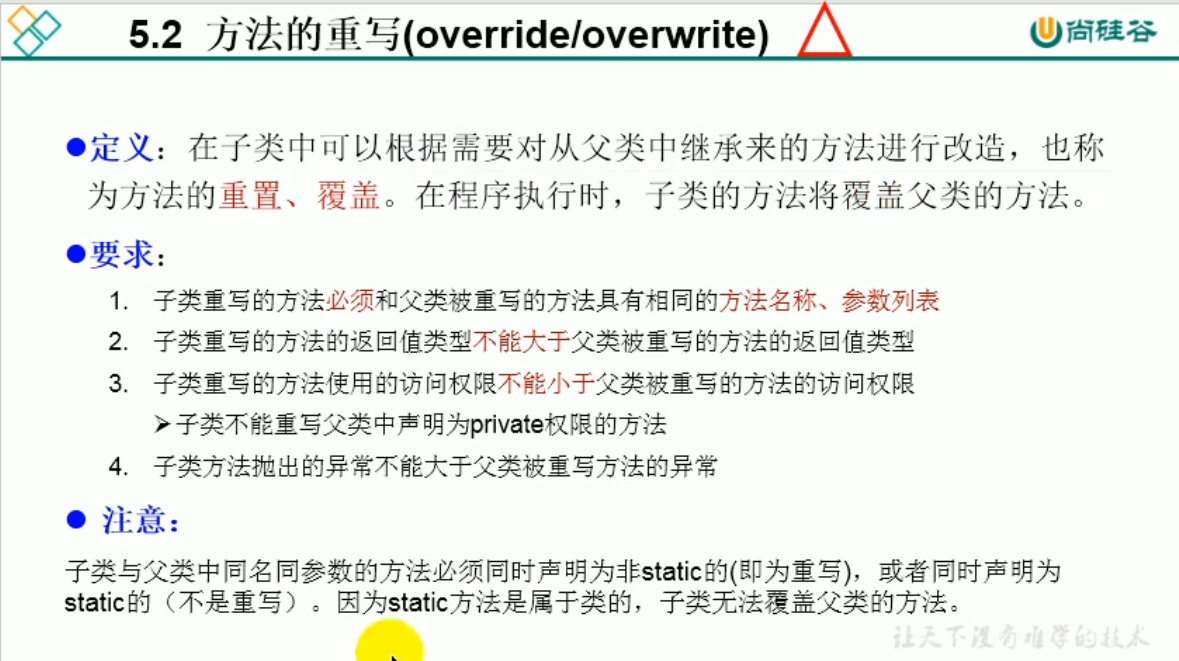 5.2 方法的重写(override/overwrite)
尚硅谷
●定义：在子类中可以根据需要对从父类中继承来的方法进行改造，也称
为方法的重置、覆盖。在程序执行时，子类的方法将覆盖父类的方法。
●要求：
1. 子类重写的方法必须和父类被重写的方法具有相同的方法名称、参数列表
2. 子类重写的方法的返回值类型不能大于父类被重写的方法的返回值类型
3. 子类重写的方法使用的访问权限不能小于父类被重写的方法的访问权限
➤子类不能重写父类中声明为private权限的方法
4. 子类方法抛出的异常不能大于父类被重写方法的异常
● 注意：
子类与父类中同名同参数的方法必须同时声明为非static的(即为重写)，或者同时声明为
static的（不是重写）。因为static方法是属于类的，子类无法覆盖父类的方法。
让天下没有难学的技术